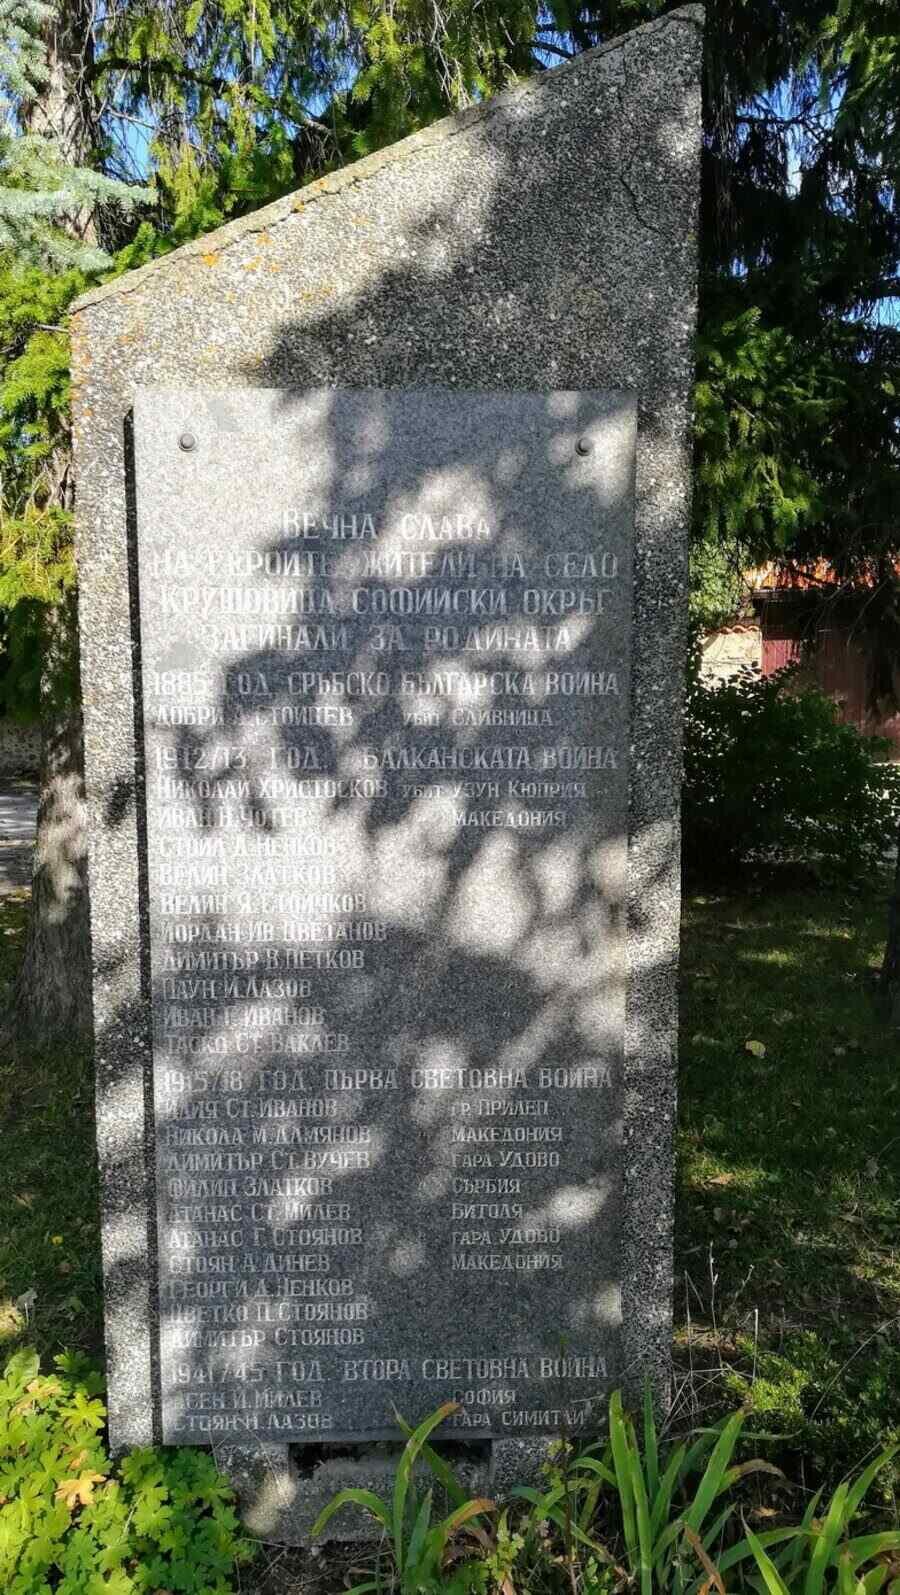 ВЕЧНА СЛАВА
НА ГЕРОИТЕ ЖИТЕЛИ НА СЕЛО
КРУШОВИЦА СОФИЙСКИ ОКРЪГ
ЗАГИНАЛИ ЗА РОДИНАТА
1885 ГОД. СРЪБСКО БЪЛГАРСКА ВОЙНА
ДОБРИ СТОИЦЕВ УБИТ СЛИВНИЦА
1912/13 ГОД. БАЛКАНСКАТА ВОЙНА
НИКОЛАЙ ХРИСТОСКОВ УБИТ УЗУН КЮПРИЯ
ИВАН Н. ЧОТЕВ МАКЕДОНИЯ
СТОИЛ Д. НЕНКОВ
ВЕЛИН ЗЛАТКОВ
ВЕЛИН Я. СТОИЧКОВ
ЙОРДАН ИВ. ЦВЕТАНОВ
ДИМИТЪР В. ПЕТКОВ
ПАУН И. ЛАЗОВ
ИВАН Г. ИВАНОВ
ТАСКО СТ. ВАКЛЕВ
1915/18 ГОД. ПЪРВА СВЕТОВНА ВОЙНА
ИЛИЯ СТ. ИВАНОВ ГР. ПРИЛЕП
НИКОЛА М. ДАМЯНОВ МАКЕДОНИЯ
ДИМИТЪР СТ. ВУЧЕВ ГАРА УДОВО
ФИЛИП ЗЛАТКОВ СЪРБИЯ
АТАНАС СТ. МИЛЕВ БИТОЛЯ
АТАНАС Г. СТОЯНОВ ГАРА УДОВО
СТОЯН А. ДИНЕВ МАКЕДОНИЯ
ГЕОРГИ Д. НЕНКОВ
ЦВЕТКО П. СТОЯНОВ
ДИМИТЪР СТОЯНОВ
1941/45 ГОД. ВТОРА СВЕТОВНА ВОЙНА
АСЕН Й. МИЛЕВ СОФИЯ
СТОЯН Н. ЛАЗОВ ГАРА СИМИТЛИ